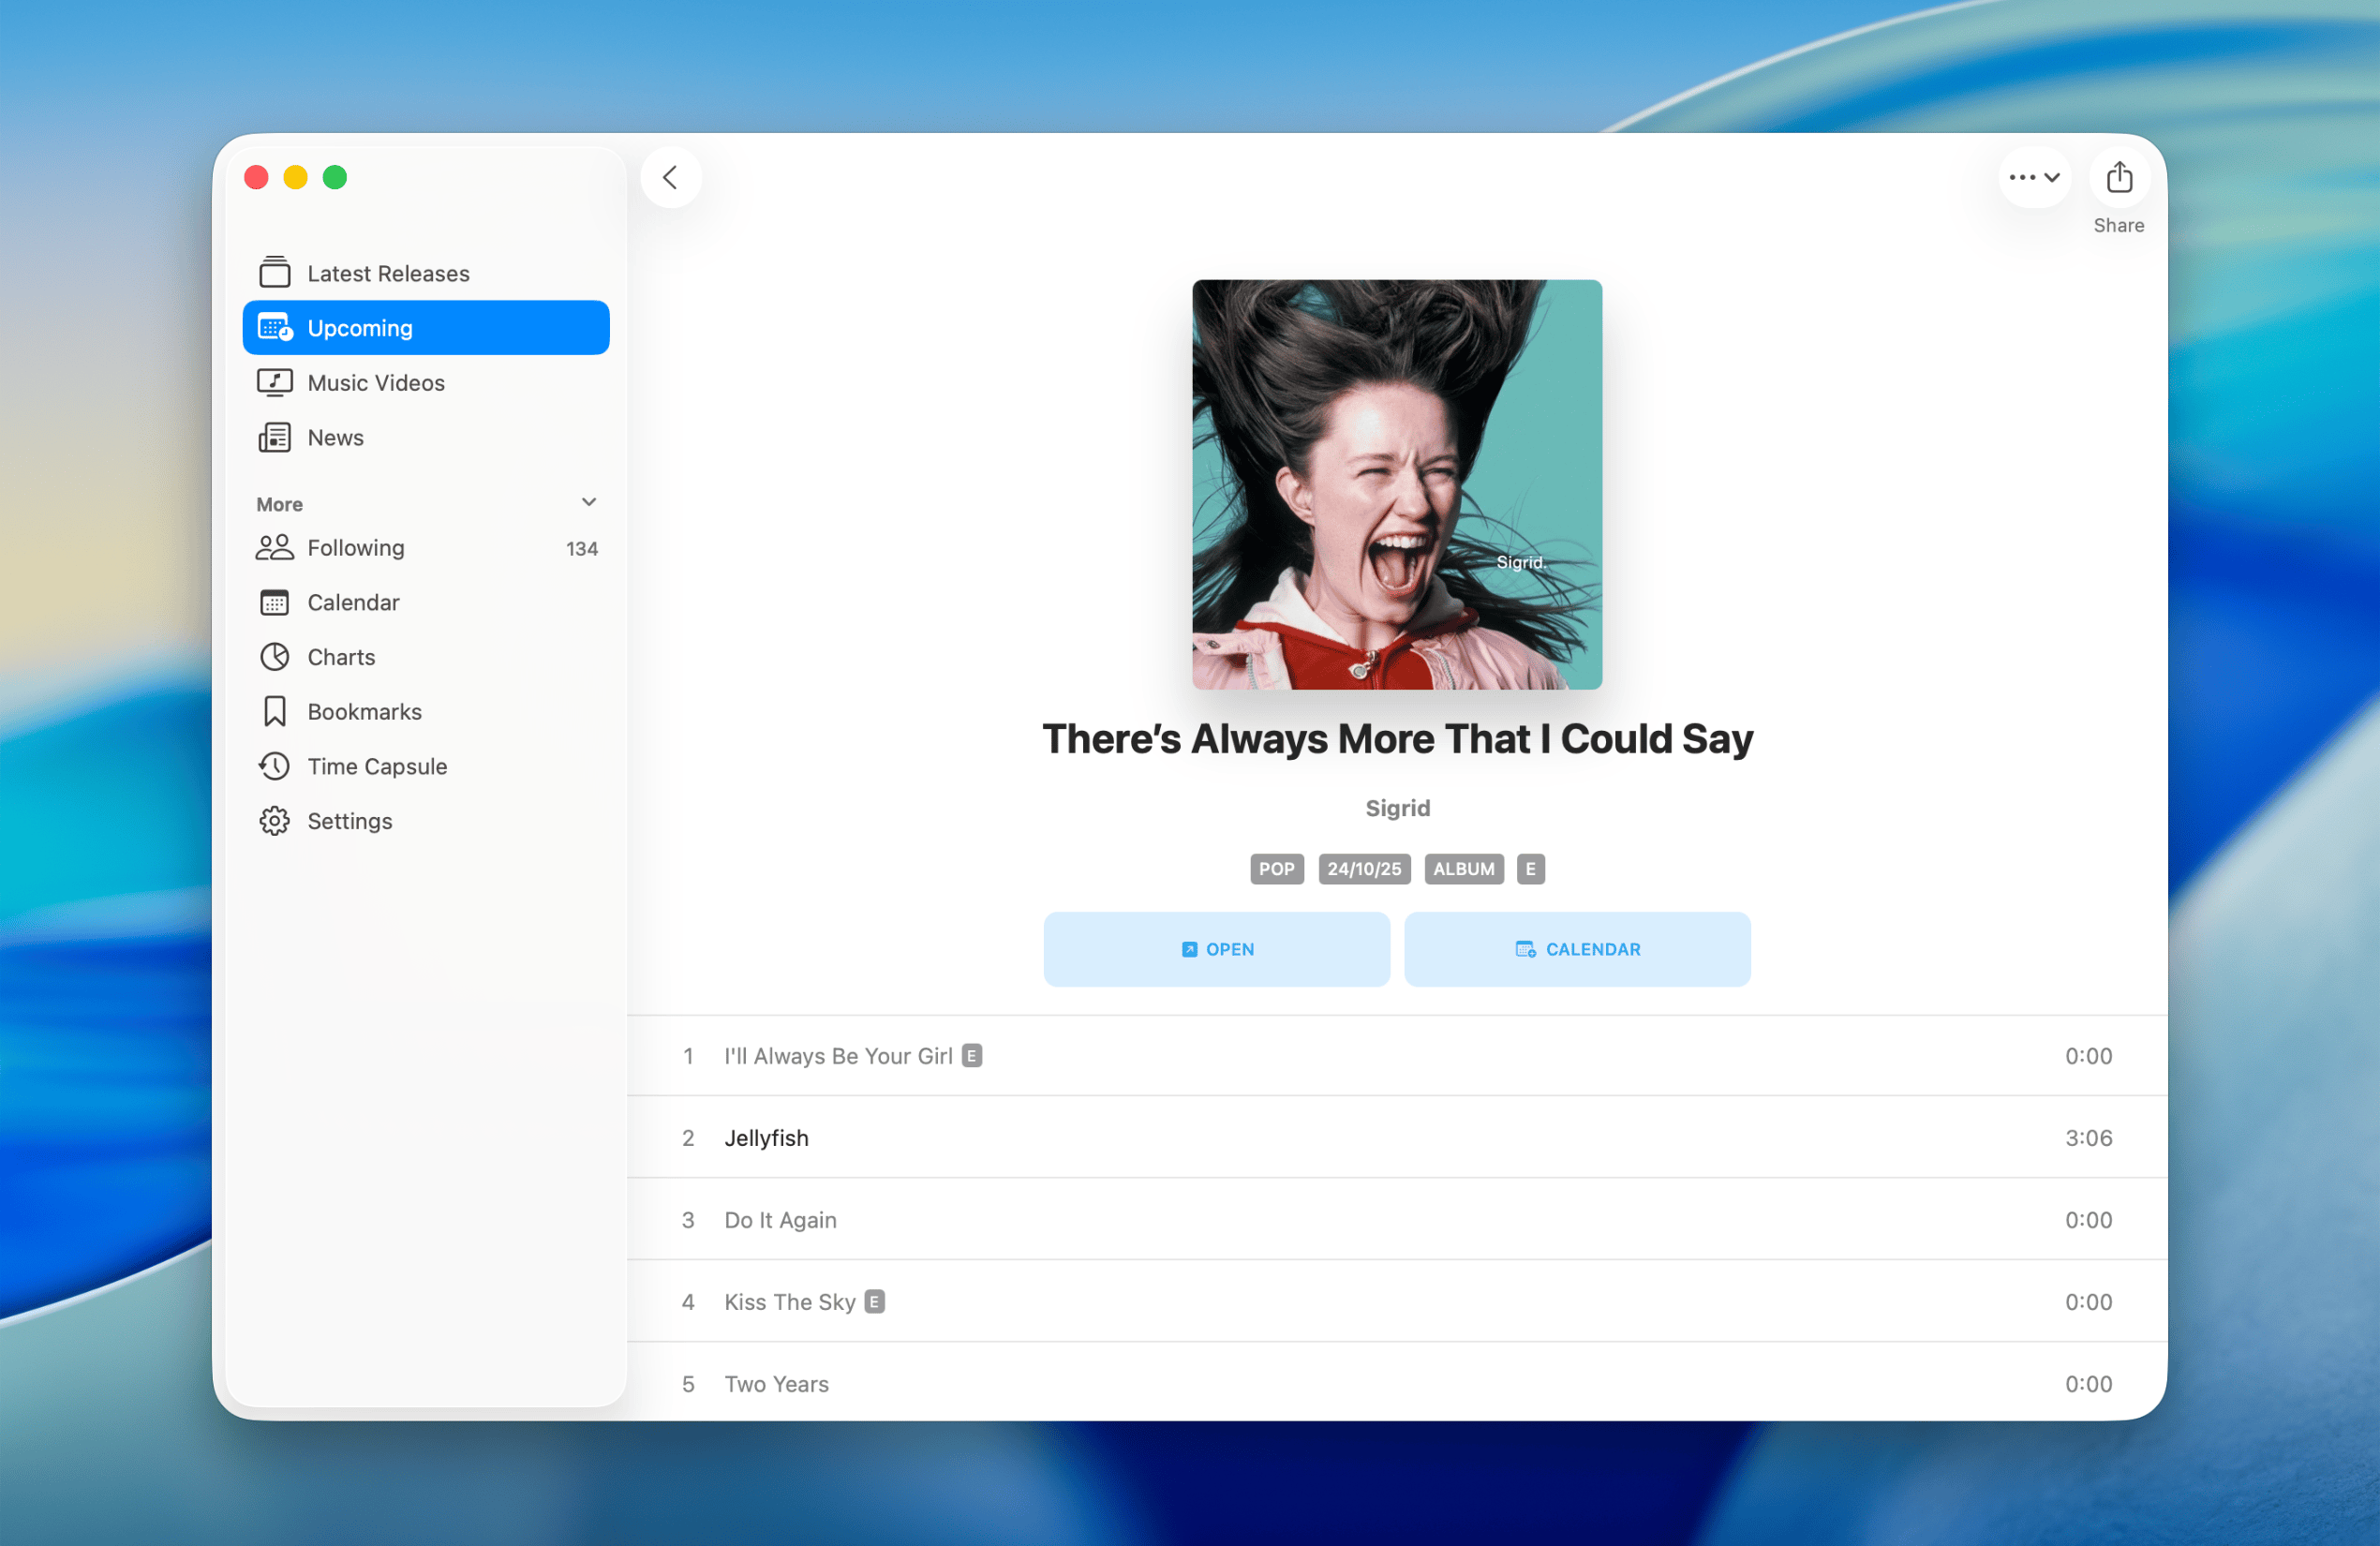 Share
Latest Releases
Upcoming
Music Videos
News
More
Following 134
Calendar
Charts
Bookmarks
Time Capsule
Settings
Sigrid.
There’s Always More That I Could Say
Sigrid
POP 24/10/25 ALBUM E
OPEN CALENDAR
1 I'll Always Be Your Girl E 0:00
2 Jellyfish 3:06
3 Do It Again 0:00
4 Kiss The Sky E 0:00
5 Two Years 0:00